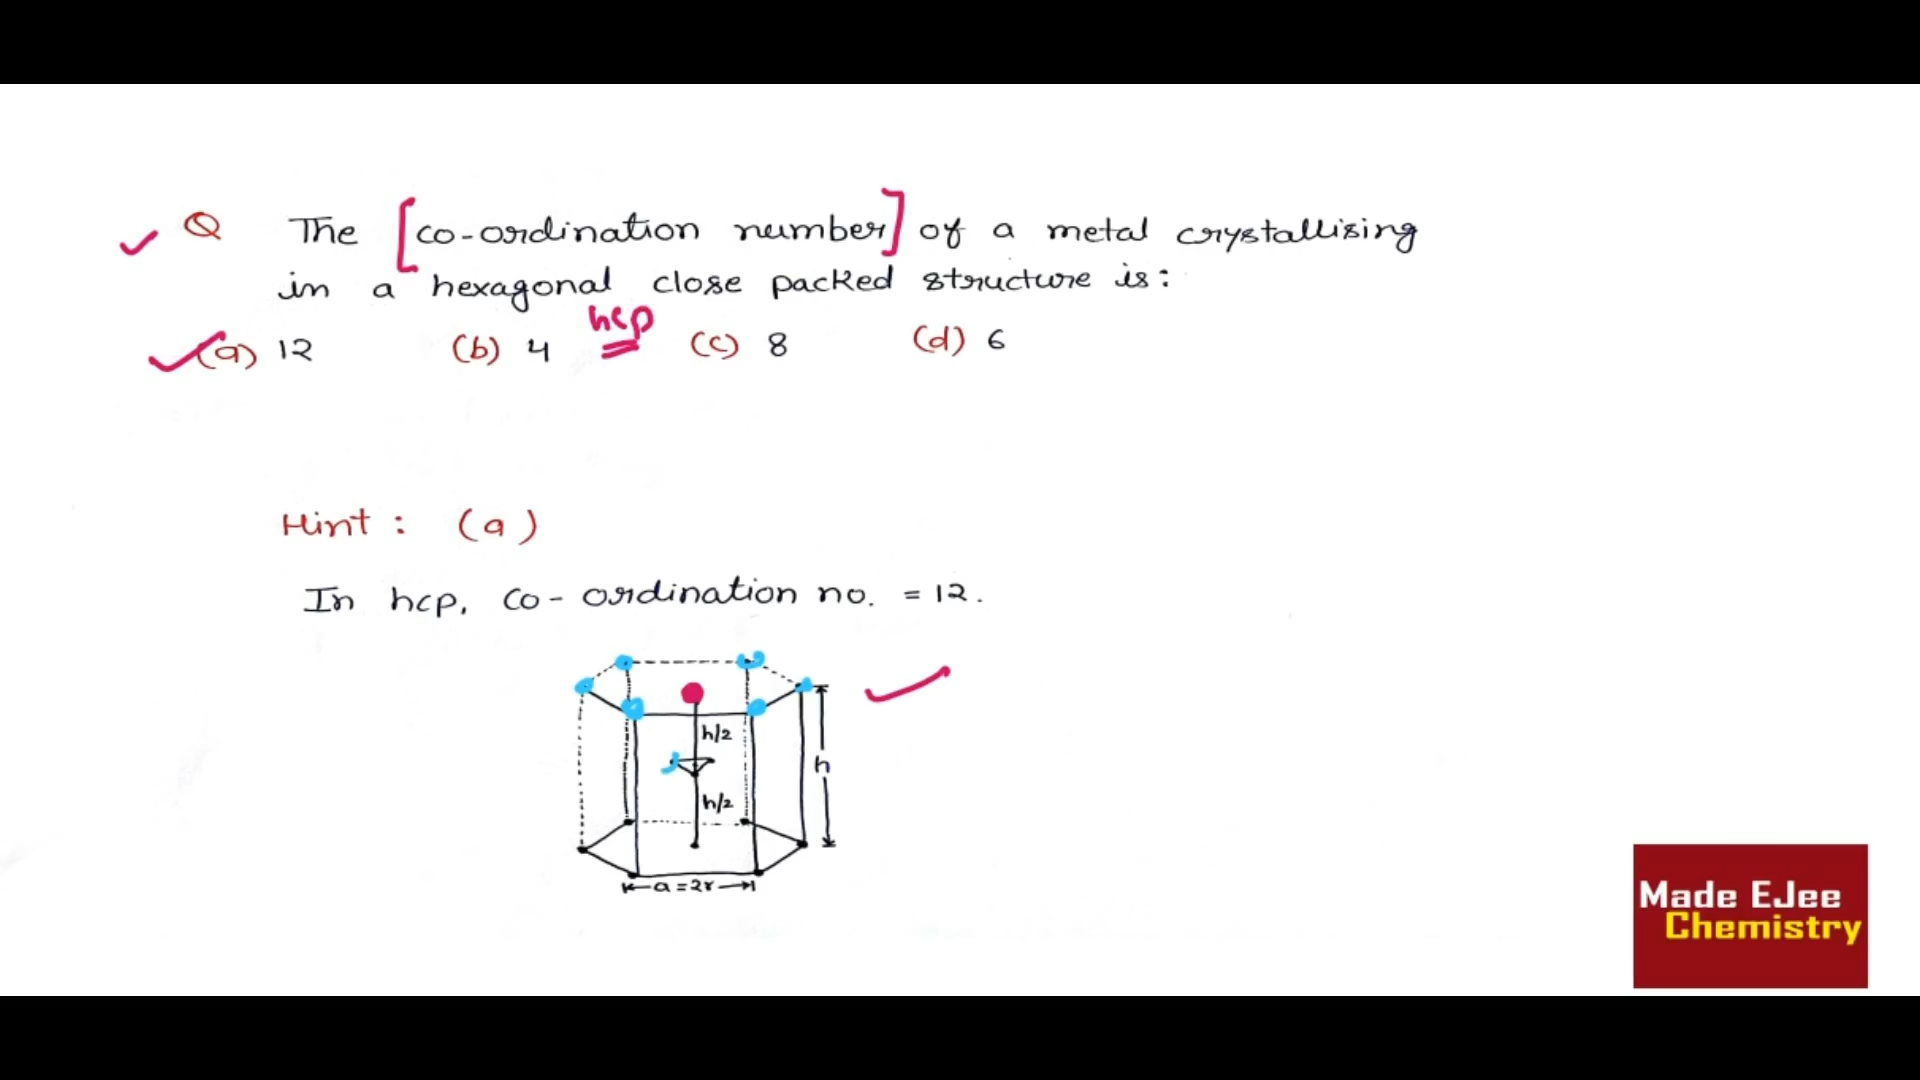 Q The [co-ordination number] of a metal crystallising
in a hexagonal close packed structure is:
hcp
(a) 12 (b) 4 (c) 8 (d) 6
Hint : (a)
In hcp, co-ordination no. = 12.
h/2
h
h/2
a=2r
Made EJee
Chemistry